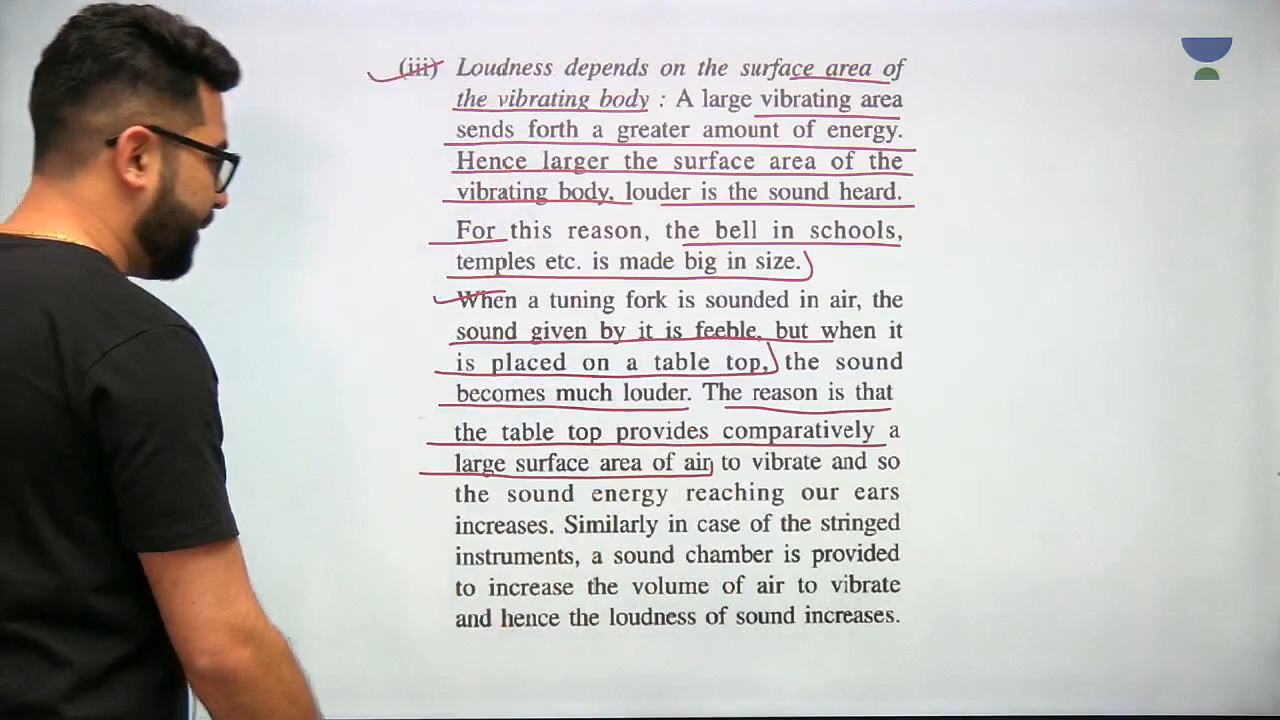 (iii) Loudness depends on the surface area of
the vibrating body : A large vibrating area
sends forth a greater amount of energy.
Hence larger the surface area of the
vibrating body, louder is the sound heard.
For this reason, the bell in schools,
temples etc. is made big in size.
When a tuning fork is sounded in air, the
sound given by it is feeble, but when it
is placed on a table top, the sound
becomes much louder. The reason is that
the table top provides comparatively a
large surface area of air to vibrate and so
the sound energy reaching our ears
increases. Similarly in case of the stringed
instruments, a sound chamber is provided
to increase the volume of air to vibrate
and hence the loudness of sound increases.